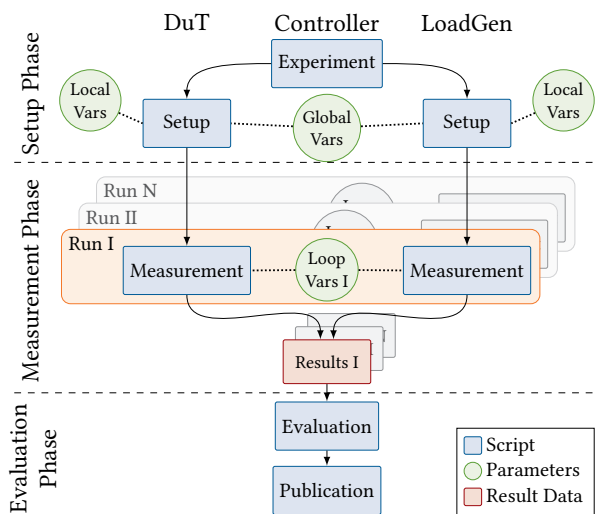 DuT
Controller
LoadGen
Setup Phase
Experiment
Local
Vars
Setup
Global
Vars
Setup
Local
Vars
Measurement Phase
Run N
Run II
Run I
Measurement
Loop
Vars I
Measurement
Results I
Evaluation
Phase
Evaluation
Publication
Script
Parameters
Result Data